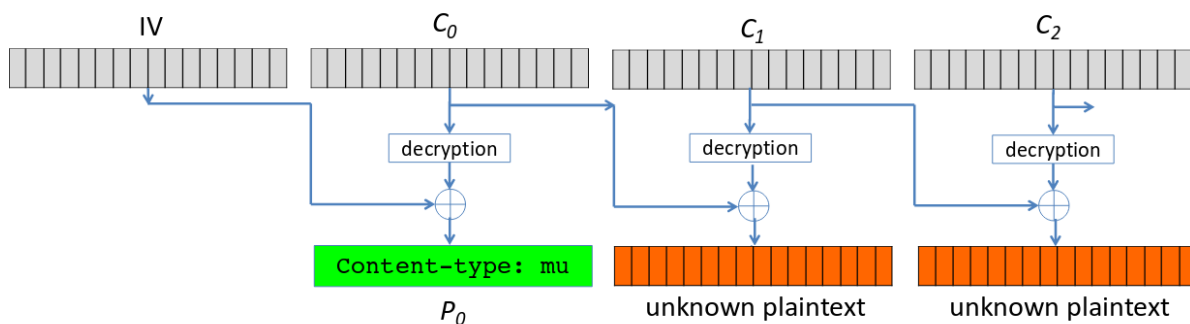 IV
C0
C1
C2
decryption
decryption
decryption
Content-type: mu
P0
unknown plaintext
unknown plaintext